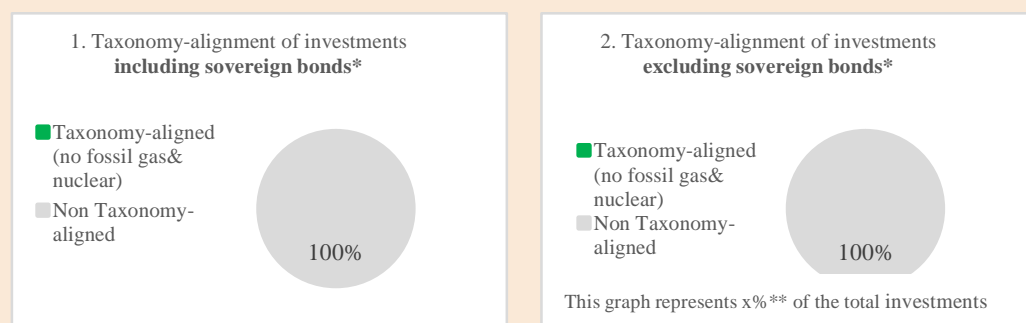 1. Taxonomy-alignment of investments
including sovereign bonds*
Taxonomy-aligned
(no fossil gas&
nuclear)
Non Taxonomy-
aligned
100%
2. Taxonomy-alignment of investments
excluding sovereign bonds*
Taxonomy-aligned
(no fossil gas&
nuclear)
Non Taxonomy-
aligned
100%
This graph represents x%** of the total investments